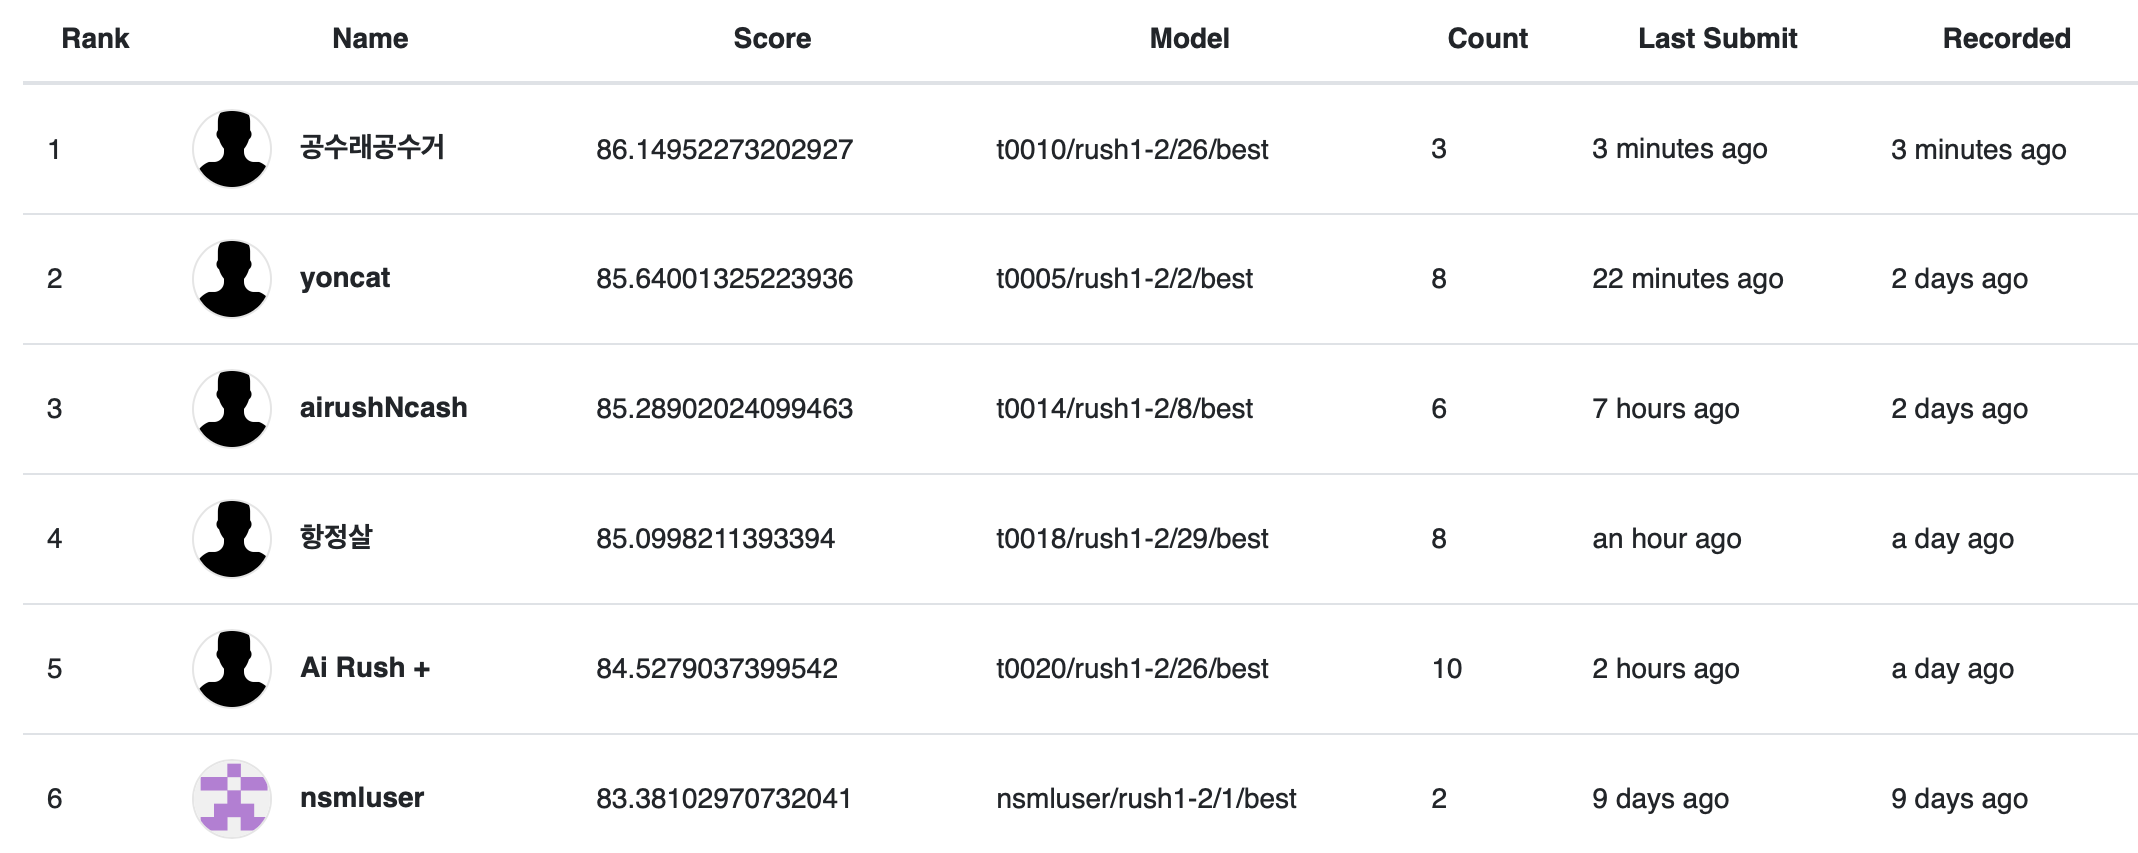 Rank Name Score Model Count Last Submit Recorded
1 공수래공수거 86.14952273202927 t0010/rush1-2/26/best 3 3 minutes ago 3 minutes ago
2 yoncat 85.64001325223936 t0005/rush1-2/2/best 8 22 minutes ago 2 days ago
3 airushNcash 85.28902024099463 t0014/rush1-2/8/best 6 7 hours ago 2 days ago
4 항정살 85.0998211393394 t0018/rush1-2/29/best 8 an hour ago a day ago
5 Ai Rush + 84.5279037399542 t0020/rush1-2/26/best 10 2 hours ago a day ago
6 nsmluser 83.38102970732041 nsmluser/rush1-2/1/best 2 9 days ago 9 days ago